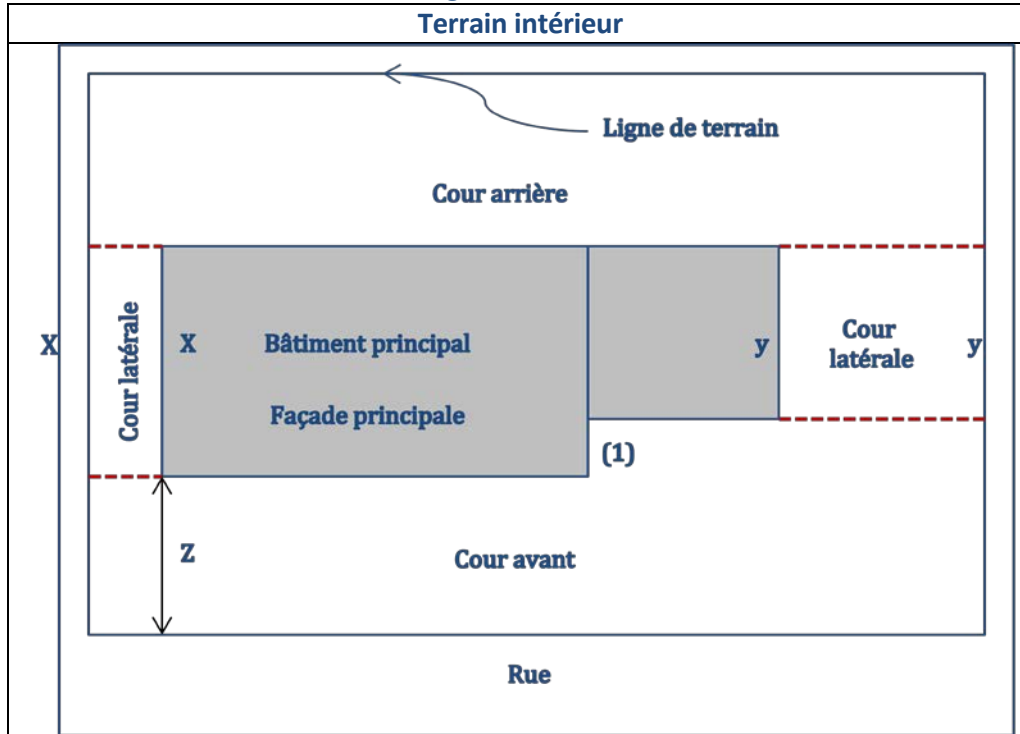 Terrain intérieur
Ligne de terrain
Cour arrière
X
Cour latérale
X
Bâtiment principal
y
Cour
latérale
y
Façade principale
(1)
Z
Cour avant
Rue